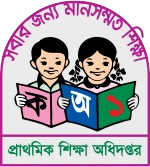 সবার জন্য মানসম্মত শিক্ষা
ক অ ১
প্রাথমিক শিক্ষা অধিদপ্তর